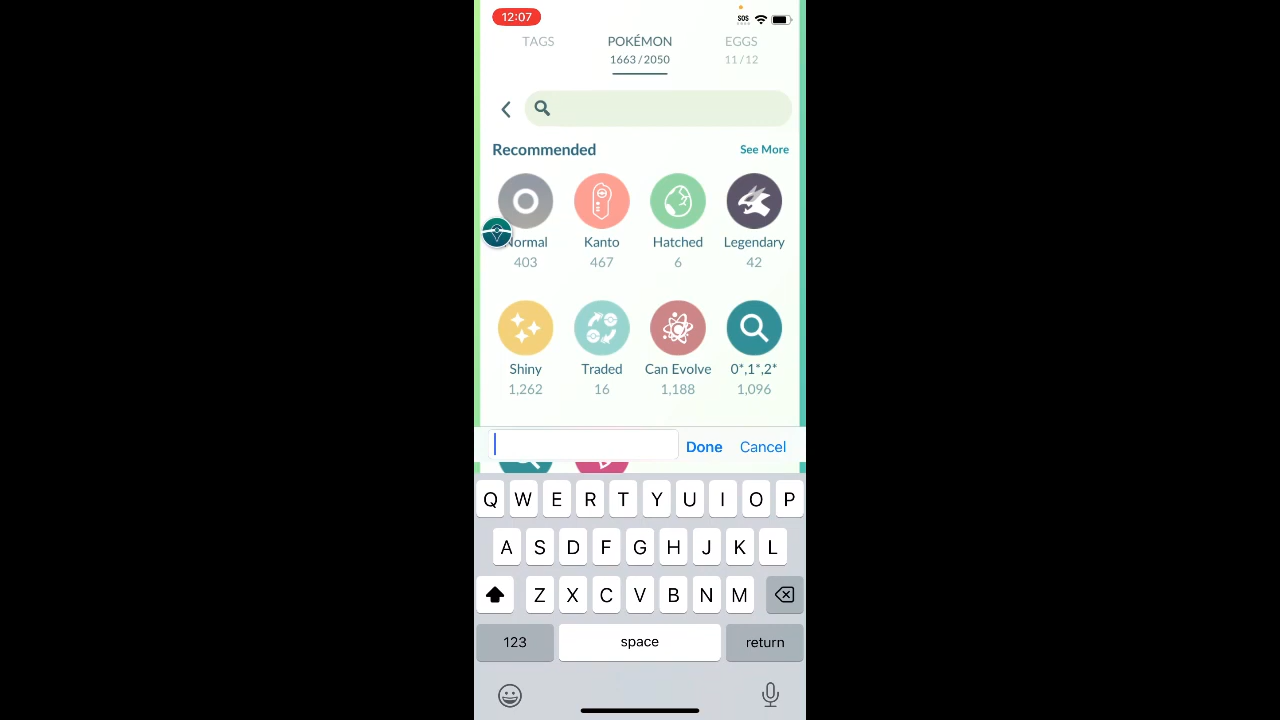 12:07
SOS
TAGS POKÉMON EGGS
1663 / 2050 11 / 12
Recommended See More
Normal Kanto Hatched Legendary
403 467 6 42
Shiny Traded Can Evolve 0*,1*,2*
1,262 16 1,188 1,096
Done Cancel
Q W E R T Y U I O P
A S D F G H J K L
Z X C V B N M
123 space return